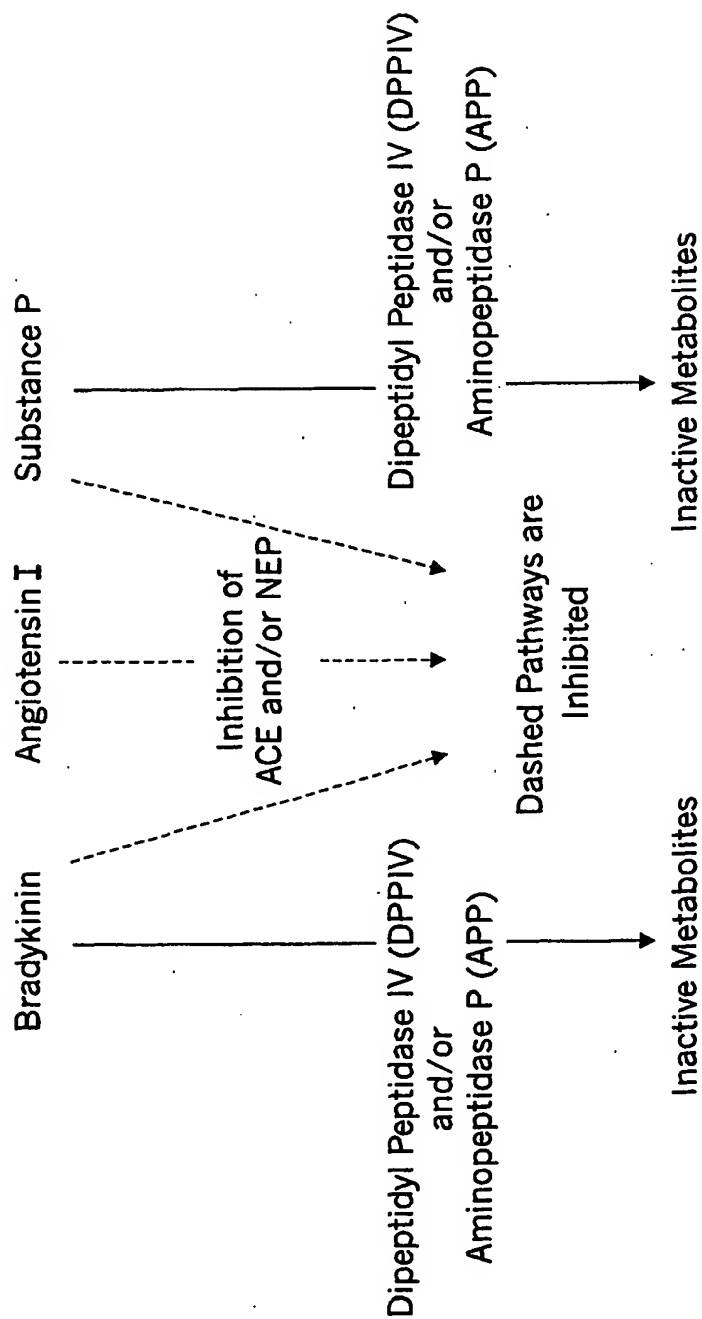 Bradykinin
Angiotensin I
Substance P
Inhibition of
ACE and/or NEP
Dipeptidyl Peptidase IV (DPPIV)
and/or
Aminopeptidase P (APP)
Dashed Pathways are
Inhibited
Dipeptidyl Peptidase IV (DPPIV)
and/or
Aminopeptidase P (APP)
Inactive Metabolites
Inactive Metabolites